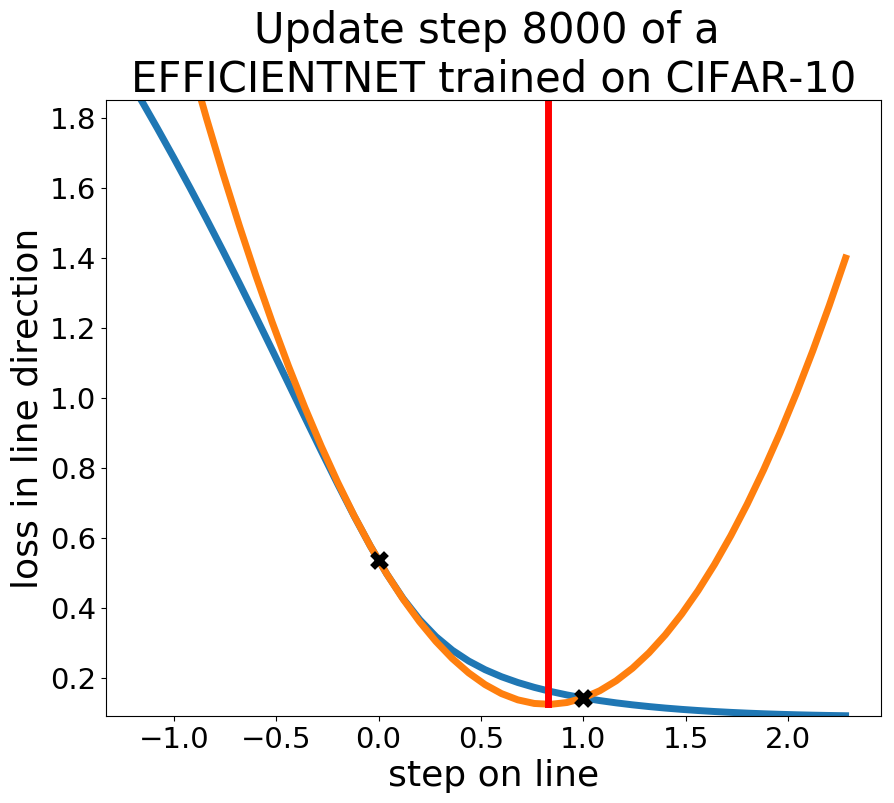 Update step 8000 of a
EFFICIENTNET trained on CIFAR-10
loss in line direction
1.8
1.6
1.4
1.2
1.0
0.8
0.6
0.4
0.2
−1.0 −0.5 0.0 0.5 1.0 1.5 2.0
step on line